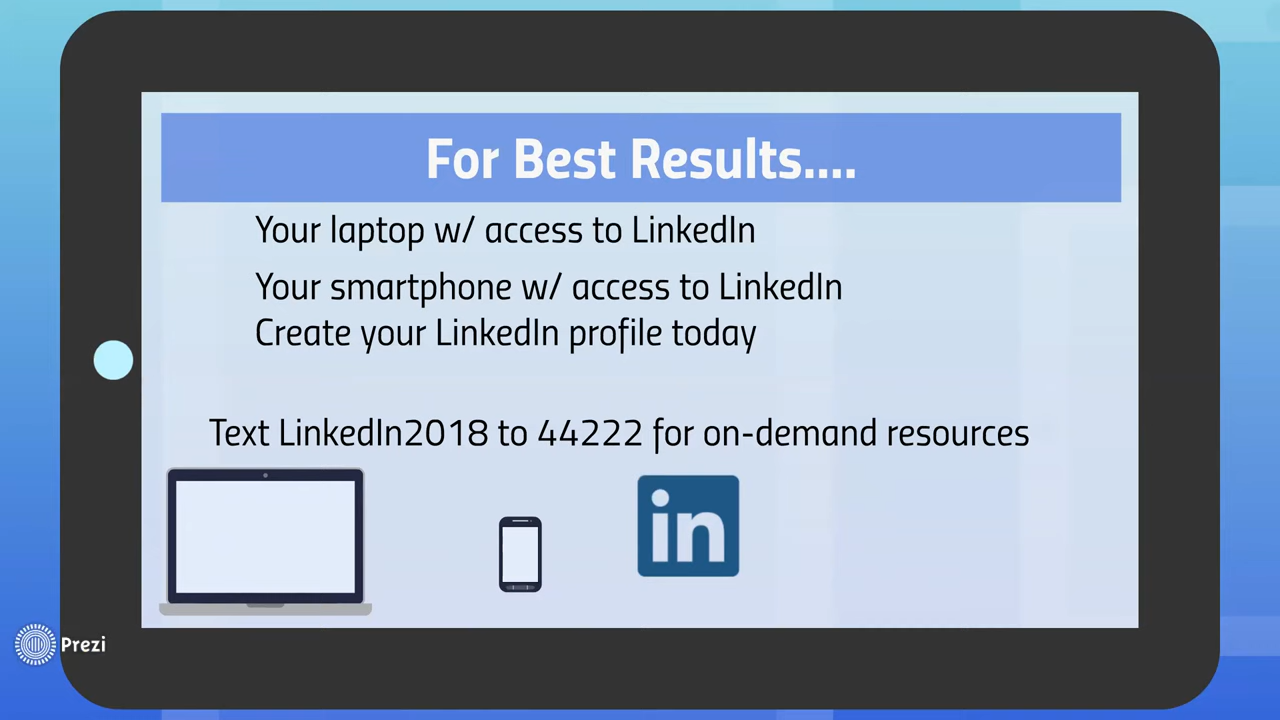 For Best Results....
Your laptop w/ access to LinkedIn
Your smartphone w/ access to LinkedIn
Create your LinkedIn profile today
Text LinkedIn2018 to 44222 for on-demand resources
in
Prezi